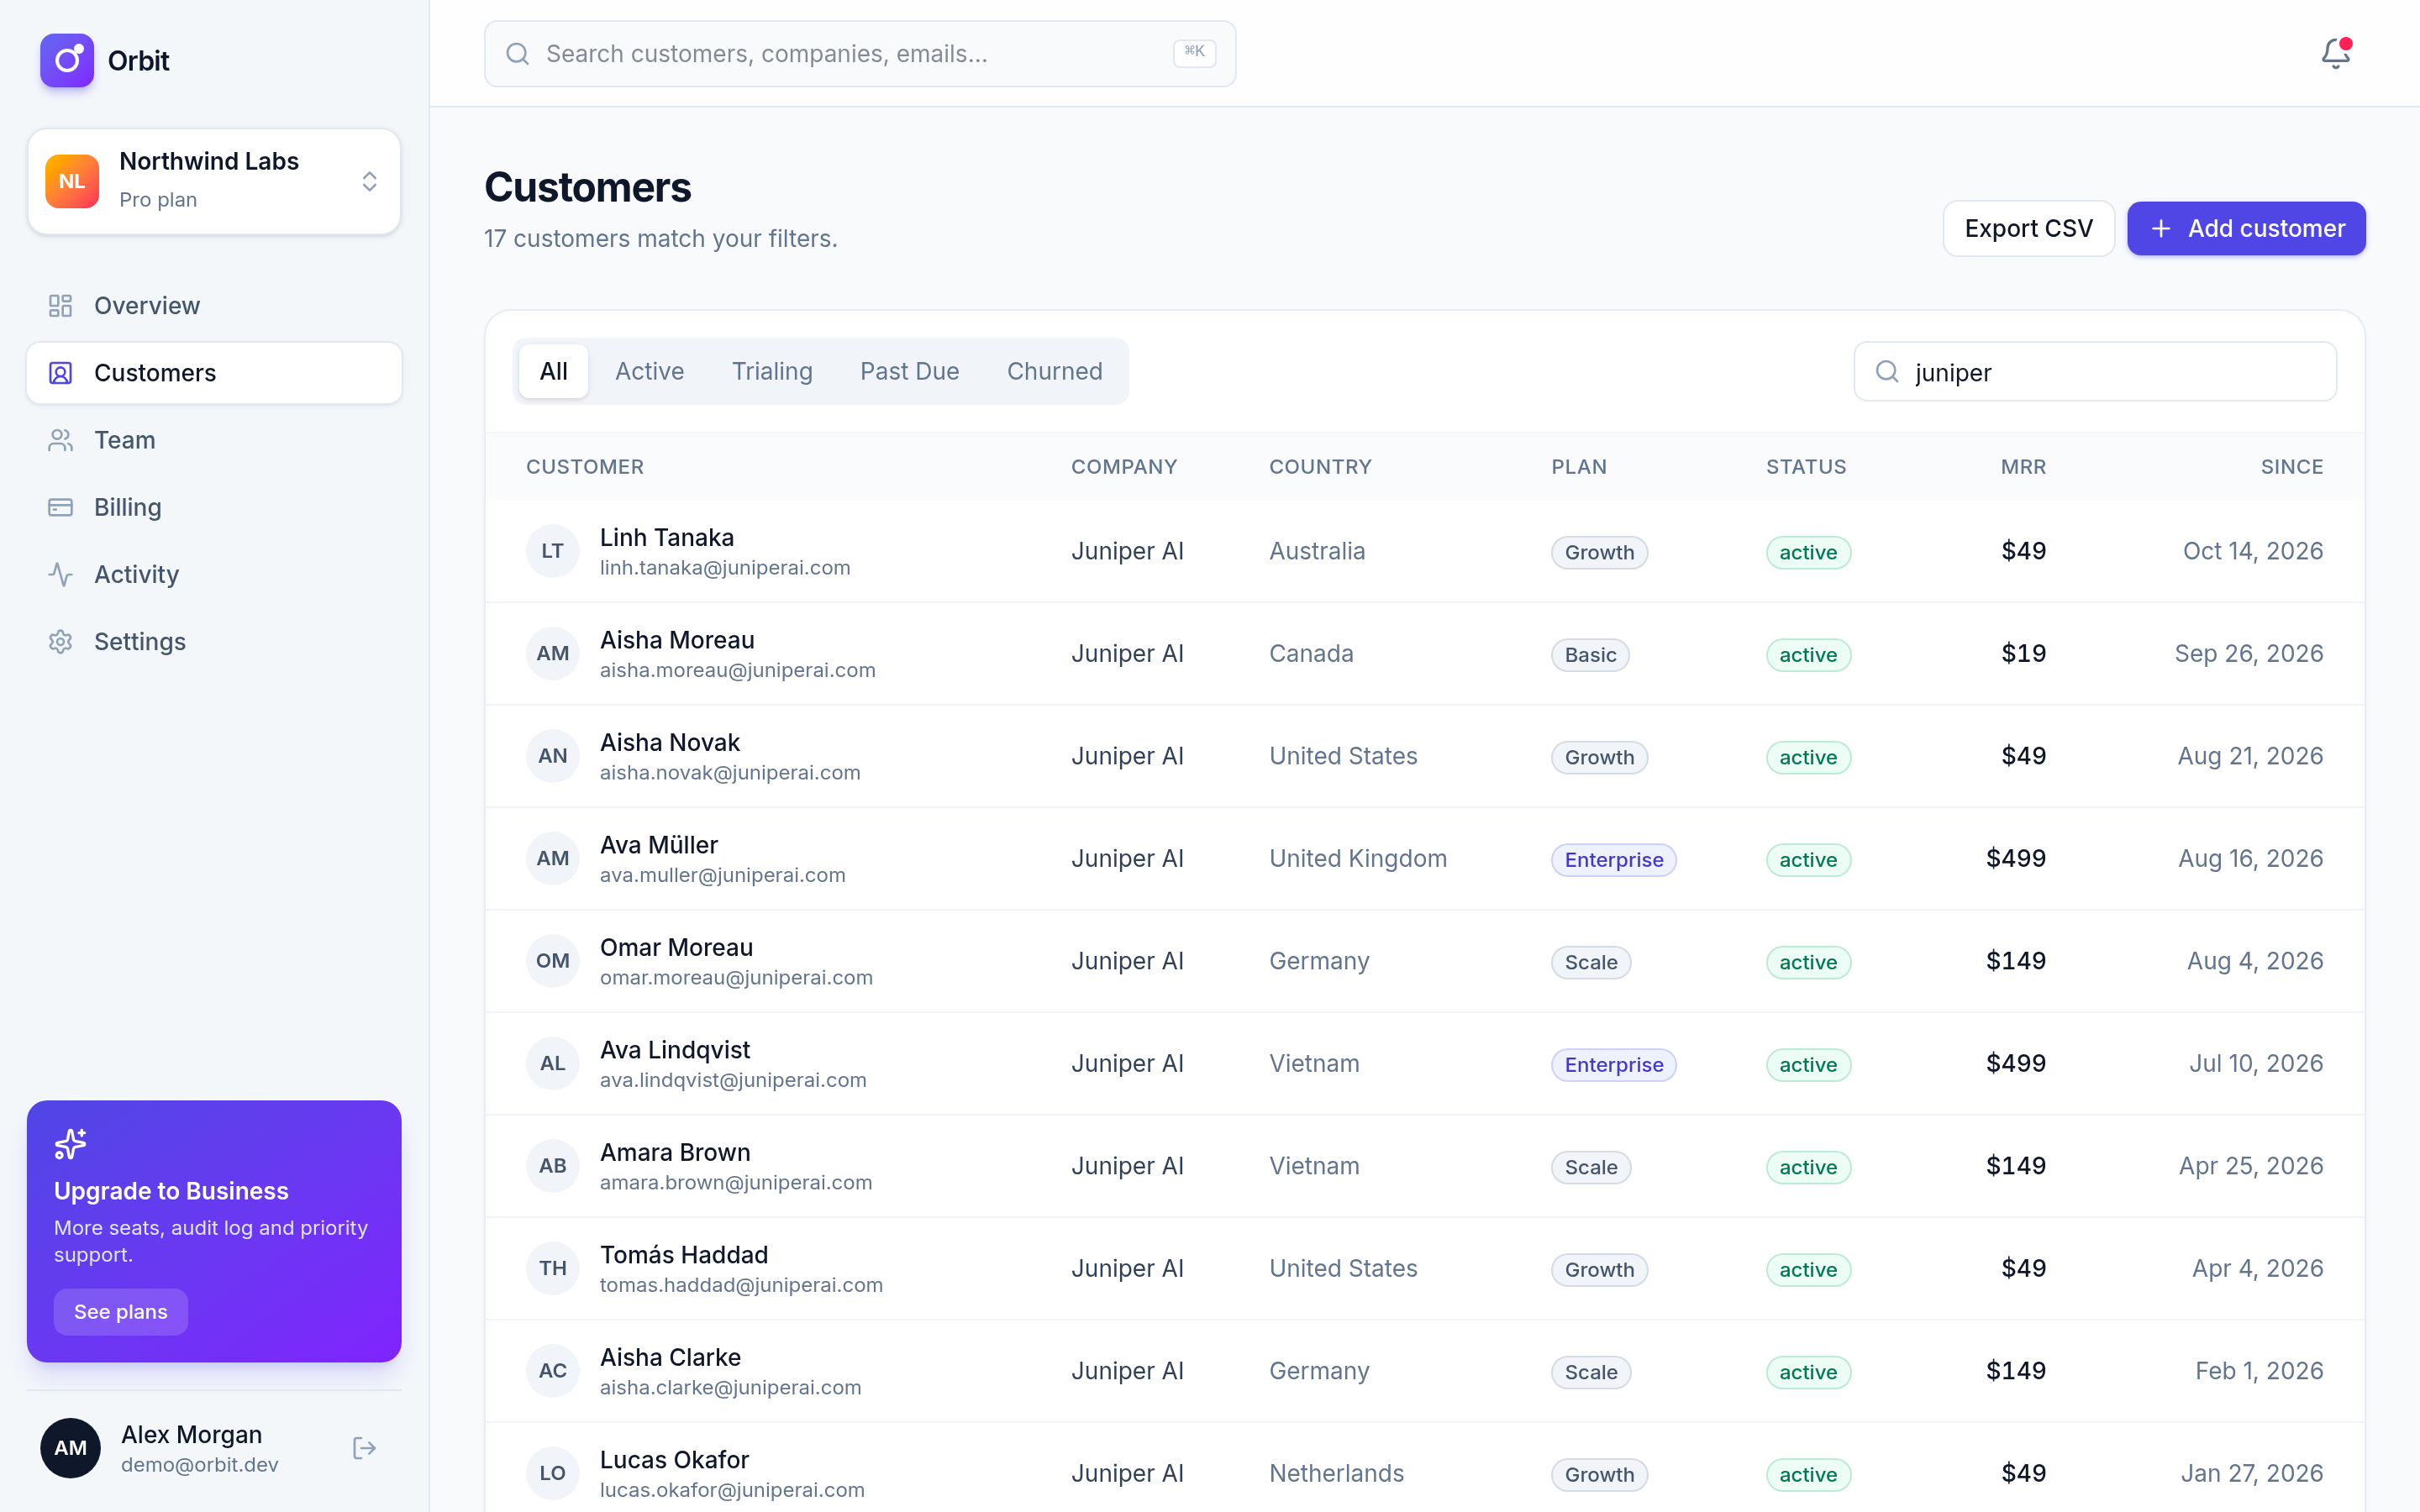 Orbit
NL
Northwind Labs
Pro plan
Overview
Customers
Team
Billing
Activity
Settings
Upgrade to Business
More seats, audit log and priority
support.
See plans
AM
Alex Morgan
demo@orbit.dev
Search customers, companies, emails...
⌘K
Customers
17 customers match your filters.
Export CSV
Add customer
All Active Trialing Past Due Churned
juniper
CUSTOMER COMPANY COUNTRY PLAN STATUS MRR SINCE
LT Linh Tanaka Juniper AI Australia Growth active $49 Oct 14, 2026
linh.tanaka@juniperai.com
AM Aisha Moreau Juniper AI Canada Basic active $19 Sep 26, 2026
aisha.moreau@juniperai.com
AN Aisha Novak Juniper AI United States Growth active $49 Aug 21, 2026
aisha.novak@juniperai.com
AM Ava Müller Juniper AI United Kingdom Enterprise active $499 Aug 16, 2026
ava.muller@juniperai.com
OM Omar Moreau Juniper AI Germany Scale active $149 Aug 4, 2026
omar.moreau@juniperai.com
AL Ava Lindqvist Juniper AI Vietnam Enterprise active $499 Jul 10, 2026
ava.lindqvist@juniperai.com
AB Amara Brown Juniper AI Vietnam Scale active $149 Apr 25, 2026
amara.brown@juniperai.com
TH Tomás Haddad Juniper AI United States Growth active $49 Apr 4, 2026
tomas.haddad@juniperai.com
AC Aisha Clarke Juniper AI Germany Scale active $149 Feb 1, 2026
aisha.clarke@juniperai.com
LO Lucas Okafor Juniper AI Netherlands Growth active $49 Jan 27, 2026
lucas.okafor@juniperai.com